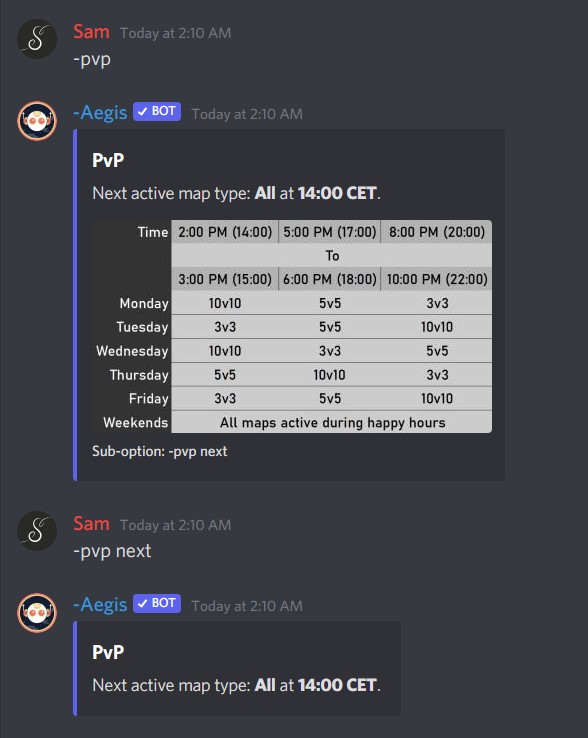 Sam Today at 2:10 AM
-pvp
-Aegis ✓ BOT Today at 2:10 AM
PvP
Next active map type: All at 14:00 CET.
Time 2:00 PM (14:00) 5:00 PM (17:00) 8:00 PM (20:00)
To
3:00 PM (15:00) 6:00 PM (18:00) 10:00 PM (22:00)
Monday 10v10 5v5 3v3
Tuesday 3v3 5v5 10v10
Wednesday 10v10 3v3 5v5
Thursday 5v5 10v10 3v3
Friday 3v3 5v5 10v10
Weekends All maps active during happy hours
Sub-option: -pvp next
Sam Today at 2:10 AM
-pvp next
-Aegis ✓ BOT Today at 2:10 AM
PvP
Next active map type: All at 14:00 CET.